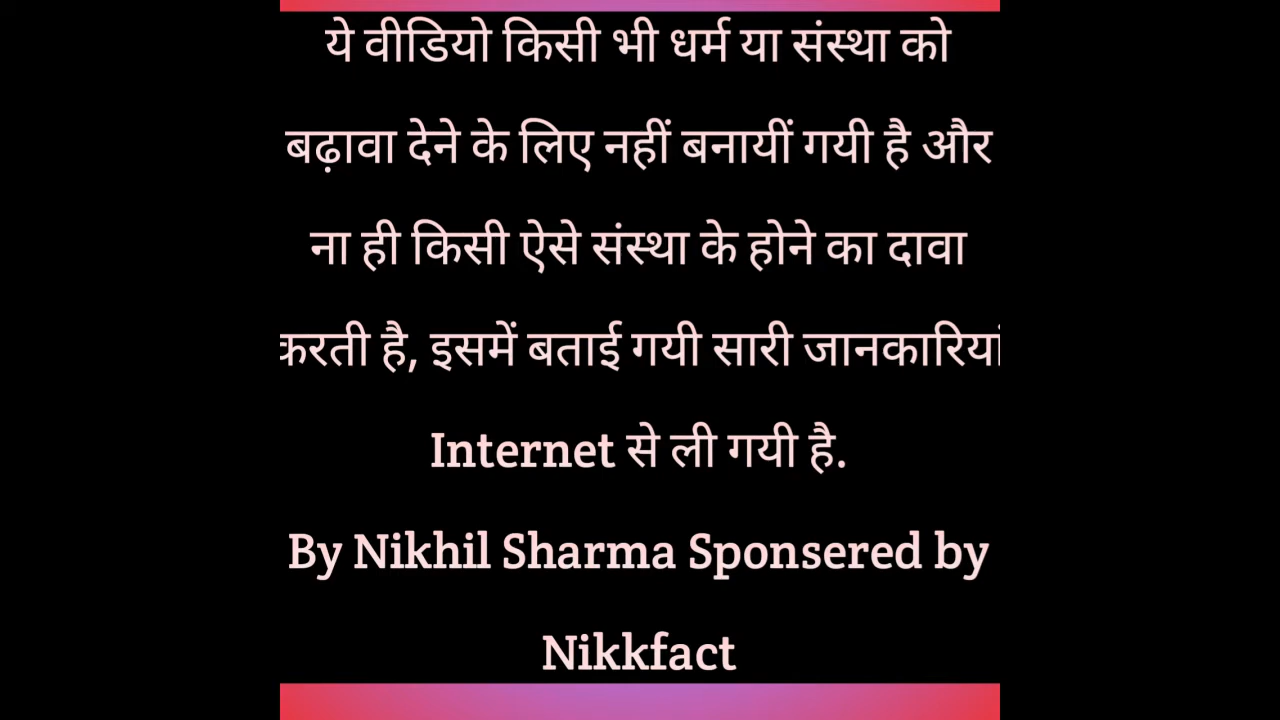 ये वीडियो किसी भी धर्म या संस्था को
बढ़ावा देने के लिए नहीं बनायीं गयी है और
ना ही किसी ऐसे संस्था के होने का दावा
करती है, इसमें बताई गयी सारी जानकारियां
Internet से ली गयी है.
By Nikhil Sharma Sponsered by
Nikkfact